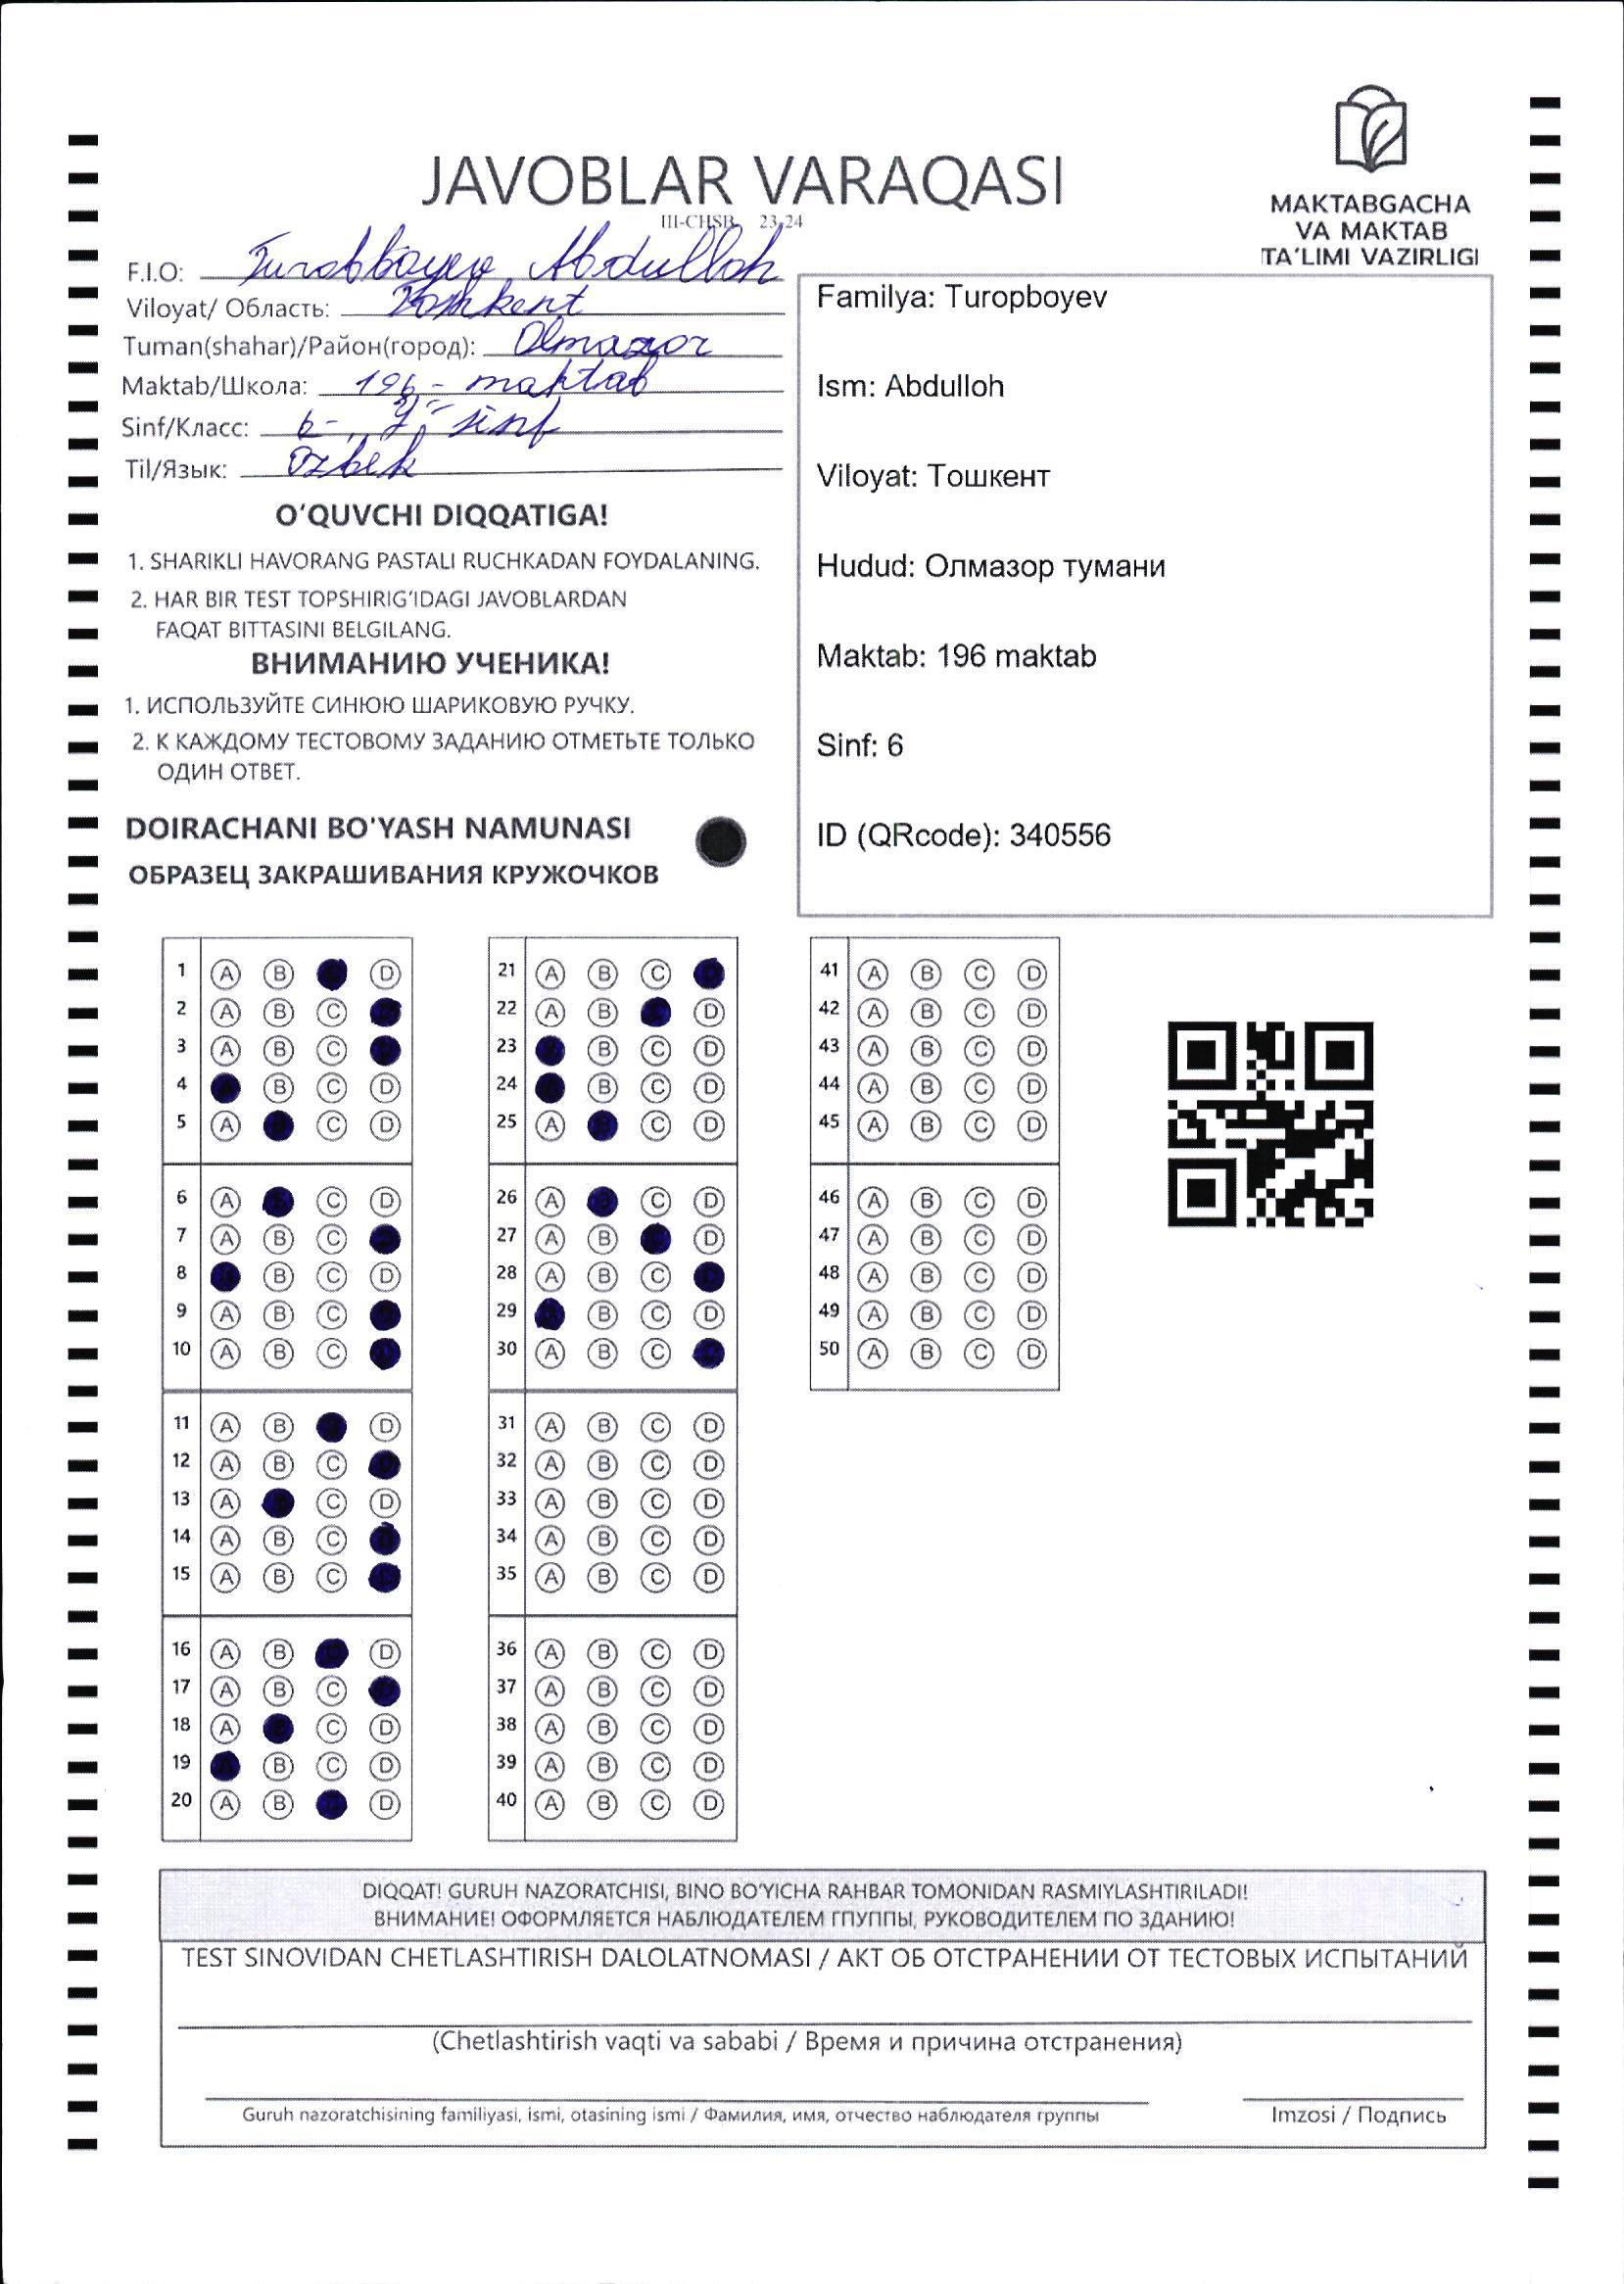 JAVOBLAR VARAQASI
III-CHSB 23-24
MAKTABGACHA
VA MAKTAB
TA'LIMI VAZIRLIGI
F.I.O: Turobboyev Abdulloh
Viloyat/ Область: Toshkent
Tuman(shahar)/Район(город): Olmazor
Maktab/Школа: 196 - maktab
Sinf/Класс: 6- sinf
Til/Язык: Ozbek
Familya: Turopboyev
Ism: Abdulloh
Viloyat: Тошкент
Hudud: Олмазор тумани
Maktab: 196 maktab
Sinf: 6
ID (QRcode): 340556
O'QUVCHI DIQQATIGA!
1. SHARIKLI HAVORANG PASTALI RUCHKADAN FOYDALANING.
2. HAR BIR TEST TOPSHIRIG'IDAGI JAVOBLARDAN
FAQAT BITTASINI BELGILANG.
ВНИМАНИЮ УЧЕНИКА!
1. ИСПОЛЬЗУЙТЕ СИНЮЮ ШАРИКОВУЮ РУЧКУ.
2. К КАЖДОМУ ТЕСТОВОМУ ЗАДАНИЮ ОТМЕТЬТЕ ТОЛЬКО
ОДИН ОТВЕТ.
DOIRACHANI BO'YASH NAMUNASI
ОБРАЗЕЦ ЗАКРАШИВАНИЯ КРУЖОЧКОВ
1 A B D
2 A B C
3 A B C
4 B C D
5 A C D
6 A C D
7 A B C
8 B C D
9 A B C
10 A B C
11 A B D
12 A B C
13 A C D
14 A B C
15 A B C
16 A B D
17 A B C
18 A C D
19 B C D
20 A B D
21 A B C
22 A B D
23 B C D
24 B C D
25 A C D
26 A C D
27 A B D
28 A B C
29 B C D
30 A B C
31 A B C D
32 A B C D
33 A B C D
34 A B C D
35 A B C D
36 A B C D
37 A B C D
38 A B C D
39 A B C D
40 A B C D
41 A B C D
42 A B C D
43 A B C D
44 A B C D
45 A B C D
46 A B C D
47 A B C D
48 A B C D
49 A B C D
50 A B C D
DIQQAT! GURUH NAZORATCHISI, BINO BO'YICHA RAHBAR TOMONIDAN RASMIYLASHTIRILADI!
ВНИМАНИЕ! ОФОРМЛЯЕТСЯ НАБЛЮДАТЕЛЕМ ГПУППЫ, РУКОВОДИТЕЛЕМ ПО ЗДАНИЮ!
TEST SINOVIDAN CHETLASHTIRISH DALOLATNOMASI / АКТ ОБ ОТСТРАНЕНИИ ОТ ТЕСТОВЫХ ИСПЫТАНИЙ
(Chetlashtirish vaqti va sababi / Время и причина отстранения)
Guruh nazoratchisining familiyasi, ismi, otasining ismi / Фамилия, имя, отчество наблюдателя группы
Imzosi / Подпись